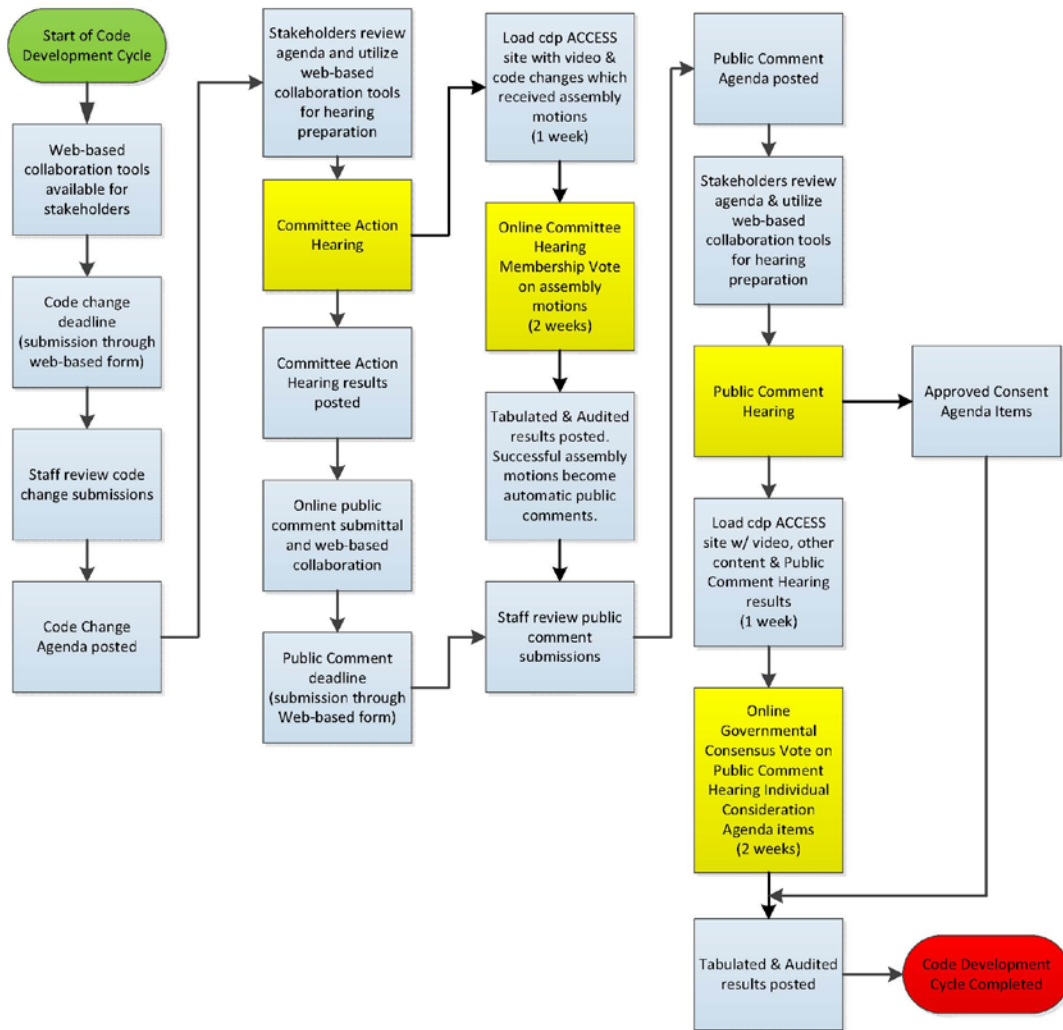 Start of Code
Development Cycle
Web-based
collaboration tools
available for
stakeholders
Code change
deadline
(submission through
web-based form)
Staff review code
change submissions
Code Change
Agenda posted
Stakeholders review
agenda and utilize
web-based
collaboration tools
for hearing
preparation
Committee Action
Hearing
Committee Action
Hearing results
posted
Online public
comment submittal
and web-based
collaboration
Public Comment
deadline
(submission through
Web-based form)
Load cdp ACCESS
site with video &
code changes which
received assembly
motions
(1 week)
Online Committee
Hearing
Membership Vote
on assembly
motions
(2 weeks)
Tabulated & Audited
results posted.
Successful assembly
motions become
automatic public
comments.
Staff review public
comment
submissions
Public Comment
Agenda posted
Stakeholders review
agenda & utilize
web-based
collaboration tools
for hearing
preparation
Public Comment
Hearing
Approved Consent
Agenda Items
Load cdp ACCESS
site w/ video, other
content & Public
Comment Hearing
results
(1 week)
Online
Governmental
Consensus Vote on
Public Comment
Hearing Individual
Consideration
Agenda items
(2 weeks)
Tabulated & Audited
results posted
Code Development
Cycle Completed